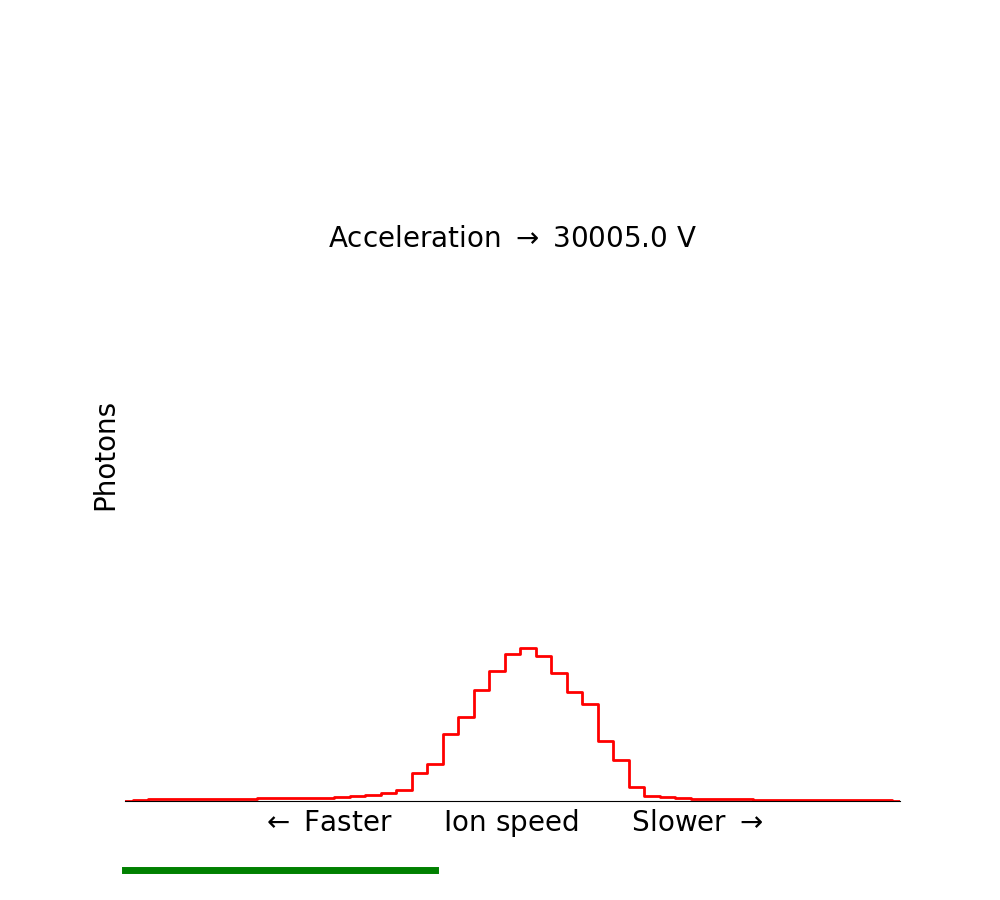 Acceleration → 30005.0 V
Photons
← Faster Ion speed Slower →